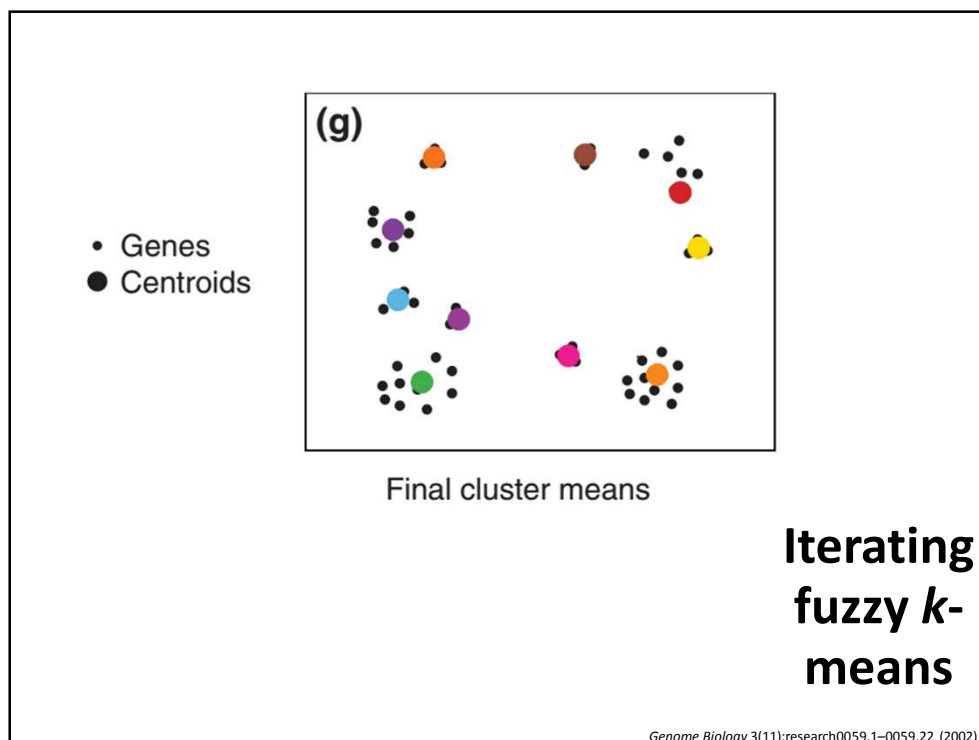 (g)
Genes
Centroids
Final cluster means
Iterating
fuzzy k-
means
Genome Biology 3(11):research0059.1–0059.22 (2002)